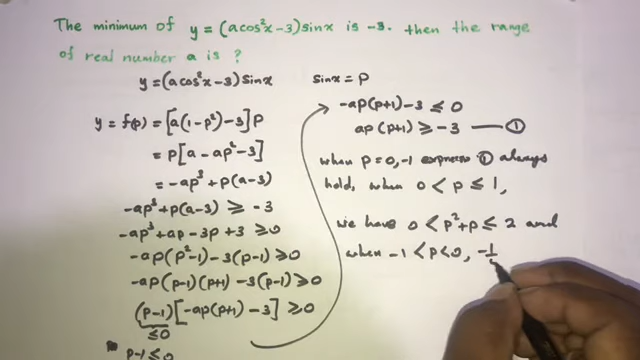 The minimum of y = (acos²x-3)sinx is -3. then the range
of real number a is ?
y = (acos²x-3) sinx
y = f(p) = [a(1-p²)-3]p
= p[a-ap²-3]
= -ap³+p(a-3)
-ap³+p(a-3) ≥ -3
-ap³+ap-3p+3 ≥ 0
-ap(p²-1)-3(p-1) ≥ 0
-ap(p-1)(p+1)-3(p-1) ≥ 0
(p-1)[-ap(p+1)-3] ≥ 0
≤0
p-1 ≤ 0
sinx = p
-ap(p+1)-3 ≤ 0
ap(p+1) ≥ -3 — ①
when p=0,-1 ① always
hold, when 0 < p ≤ 1,
we have 0 < p²+p ≤ 2 and
when -1 < p < 0, -1/